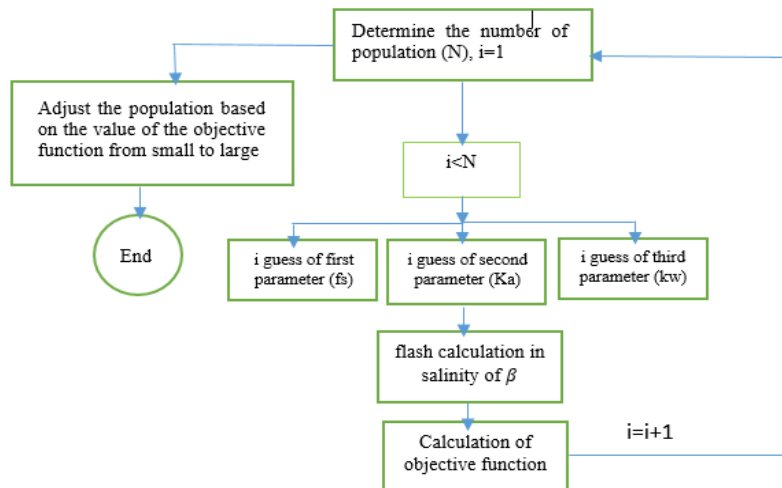 Determine the number of
population (N), i=1
Adjust the population based
on the value of the objective
function from small to large
i<N
End
i guess of first
parameter (fs)
i guess of second
parameter (Ka)
i guess of third
parameter (kw)
flash calculation in
salinity of β
Calculation of
objective function
i=i+1